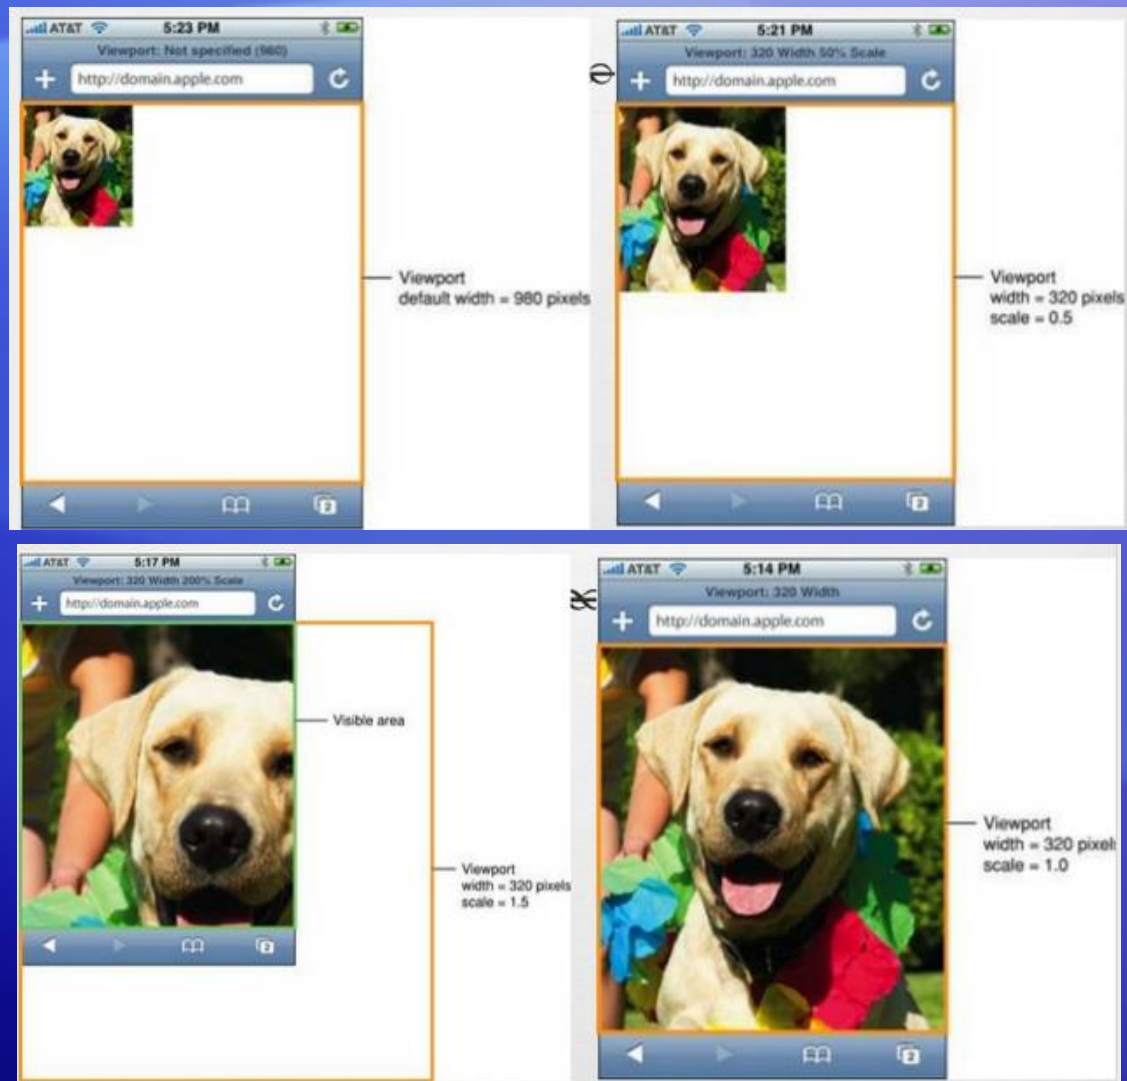 AT&T 5:23 PM
Viewport: Not specified (980)
http://domain.apple.com
Viewport
default width = 980 pixels
2
AT&T 5:21 PM
Viewport: 320 Width 50% Scale
http://domain.apple.com
Viewport
width = 320 pixels
scale = 0.5
2
AT&T 5:17 PM
Viewport: 320 Width 200% Scale
http://domain.apple.com
Visible area
Viewport
width = 320 pixels
scale = 1.5
2
AT&T 5:14 PM
Viewport: 320 Width
http://domain.apple.com
Viewport
width = 320 pixel
scale = 1.0
2